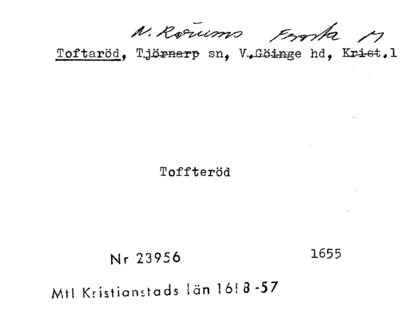 N. Rörums Frosta M
Toftaröd, Tjörnarp sn, V.Göinge hd, Krist.l
Toffteröd
Nr 23956 1655
Mtl Kristianstads län 1618-57